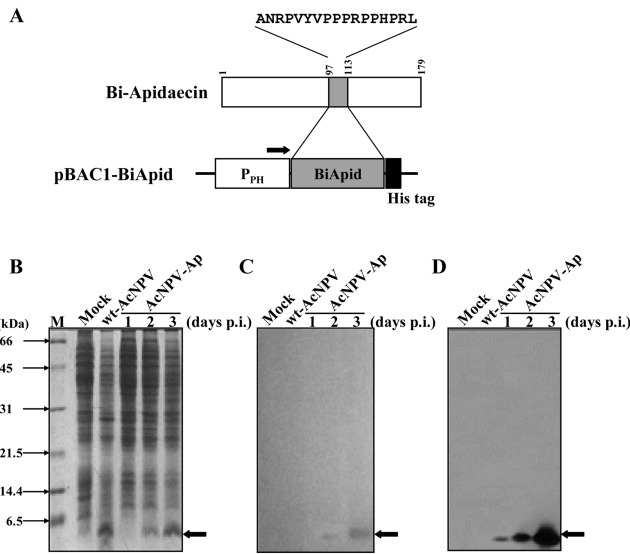 A
ANRPVYVPPPRPPHPRL
1
97
113
179
Bi-Apidaecin
pBAC1-BiApid
PPH
BiApid
His tag
B
C
D
Mock
wt-AcNPV
AcNPV-Ap
Mock
wt-AcNPV
AcNPV-Ap
Mock
wt-AcNPV
AcNPV-Ap
(kDa)
M
1 2 3 (days p.i.)
1 2 3 (days p.i.)
1 2 3 (days p.i.)
66
45
31
21.5
14.4
6.5